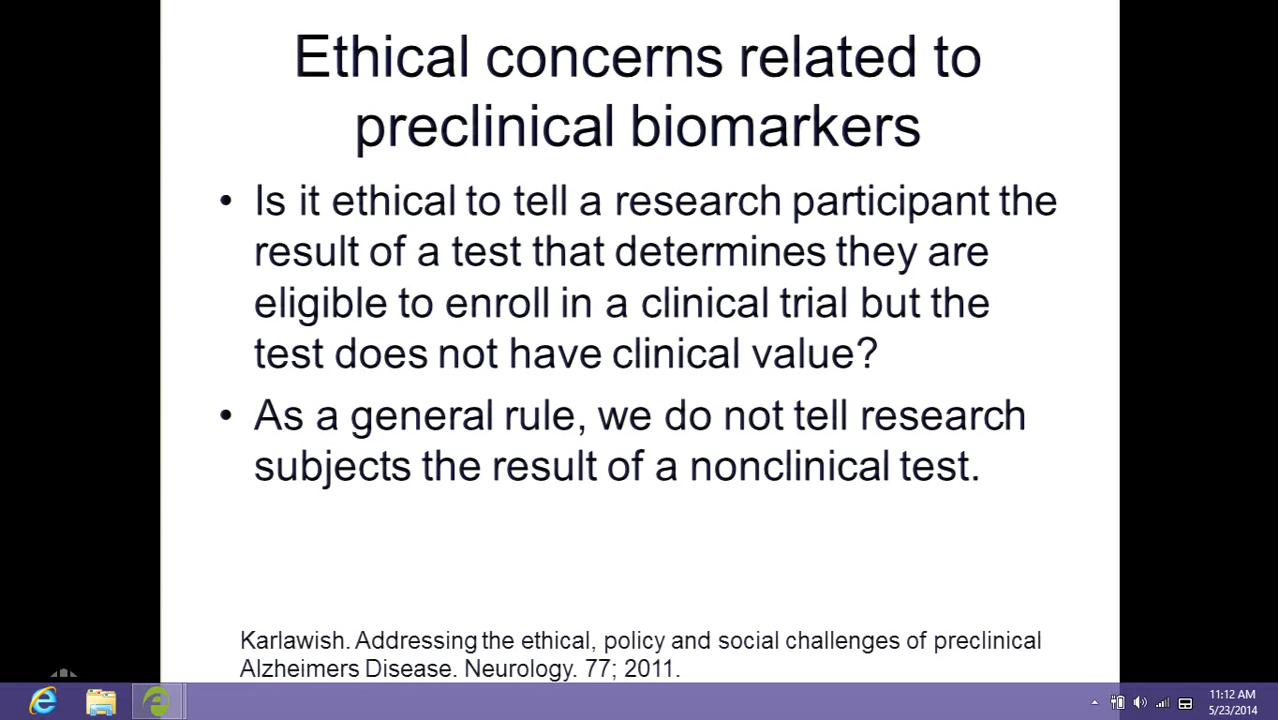 Ethical concerns related to
preclinical biomarkers
• Is it ethical to tell a research participant the
result of a test that determines they are
eligible to enroll in a clinical trial but the
test does not have clinical value?
• As a general rule, we do not tell research
subjects the result of a nonclinical test.
Karlawish. Addressing the ethical, policy and social challenges of preclinical
Alzheimers Disease. Neurology. 77; 2011.
11:12 AM
5/23/2014